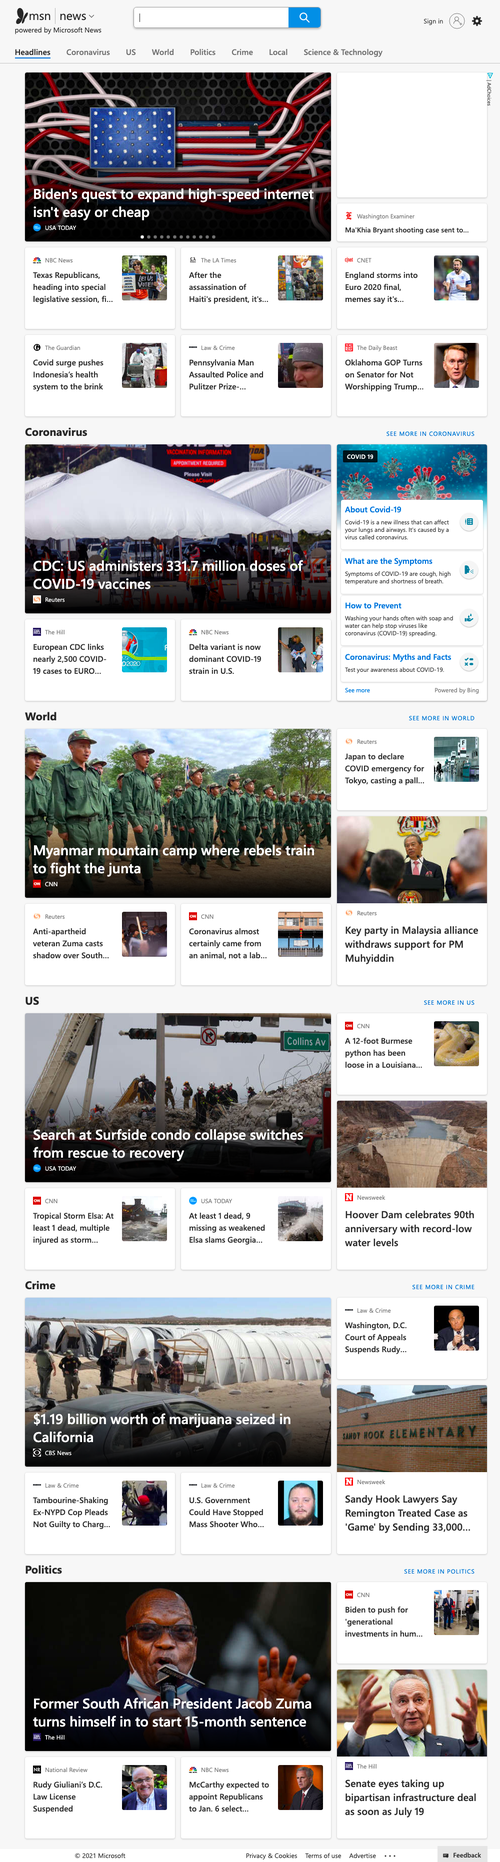 msn news
powered by Microsoft News
Sign in
Headlines Coronavirus US World Politics Crime Local Science & Technology
Biden's quest to expand high-speed internet
isn't easy or cheap
USA TODAY
AdChoices
Washington Examiner
Ma'Khia Bryant shooting case sent to...
NBC News
Texas Republicans,
heading into special
legislative session, fi...
The LA Times
After the
assassination of
Haiti's president, it's...
CNET
England storms into
Euro 2020 final,
memes say it's...
The Guardian
Covid surge pushes
Indonesia's health
system to the brink
Law & Crime
Pennsylvania Man
Assaulted Police and
Pulitzer Prize-...
The Daily Beast
Oklahoma GOP Turns
on Senator for Not
Worshipping Trump...
Coronavirus
SEE MORE IN CORONAVIRUS
VACCINATION INFORMATION
APPOINTMENT REQUIRED
Please Visit
CDC: US administers 331.7 million doses of
COVID-19 vaccines
Reuters
COVID 19
About Covid-19
Covid-19 is a new illness that can affect
your lungs and airways. It's caused by a
virus called coronavirus.
What are the Symptoms
Symptoms of COVID-19 are cough, high
temperature and shortness of breath.
How to Prevent
Washing your hands often with soap and
water can help stop viruses like
coronavirus (COVID-19) spreading.
Coronavirus: Myths and Facts
Test your awareness about COVID-19.
See more
Powered by Bing
The Hill
European CDC links
nearly 2,500 COVID-
19 cases to EURO...
NBC News
Delta variant is now
dominant COVID-19
strain in U.S.
World
SEE MORE IN WORLD
Myanmar mountain camp where rebels train
to fight the junta
CNN
Reuters
Japan to declare
COVID emergency for
Tokyo, casting a pall...
Reuters
Key party in Malaysia alliance
withdraws support for PM
Muhyiddin
Reuters
Anti-apartheid
veteran Zuma casts
shadow over South...
CNN
Coronavirus almost
certainly came from
an animal, not a lab...
US
SEE MORE IN US
Collins Av
Search at Surfside condo collapse switches
from rescue to recovery
USA TODAY
CNN
A 12-foot Burmese
python has been
loose in a Louisiana...
Newsweek
Hoover Dam celebrates 90th
anniversary with record-low
water levels
CNN
Tropical Storm Elsa: At
least 1 dead, multiple
injured as storm...
USA TODAY
At least 1 dead, 9
missing as weakened
Elsa slams Georgia...
Crime
SEE MORE IN CRIME
$1.19 billion worth of marijuana seized in
California
CBS News
Law & Crime
Washington, D.C.
Court of Appeals
Suspends Rudy...
SANDY HOOK ELEMENTARY
Newsweek
Sandy Hook Lawyers Say
Remington Treated Case as
'Game' by Sending 33,000...
Law & Crime
Tambourine-Shaking
Ex-NYPD Cop Pleads
Not Guilty to Charg...
Law & Crime
U.S. Government
Could Have Stopped
Mass Shooter Who...
Politics
SEE MORE IN POLITICS
Former South African President Jacob Zuma
turns himself in to start 15-month sentence
The Hill
CNN
Biden to push for
'generational
investments in hum...
The Hill
Senate eyes taking up
bipartisan infrastructure deal
as soon as July 19
National Review
Rudy Giuliani's D.C.
Law License
Suspended
NBC News
McCarthy expected to
appoint Republicans
to Jan. 6 select...
© 2021 Microsoft Privacy & Cookies Terms of use Advertise ... Feedback